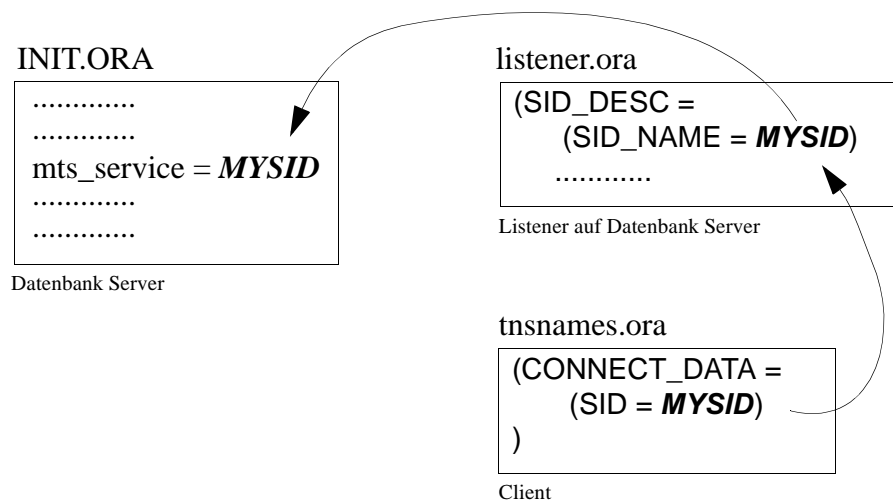 INIT.ORA
.............
.............
mts_service = MYSID
.............
.............
Datenbank Server
listener.ora
(SID_DESC =
(SID_NAME = MYSID)
............
Listener auf Datenbank Server
tnsnames.ora
(CONNECT_DATA =
(SID = MYSID)
)
Client